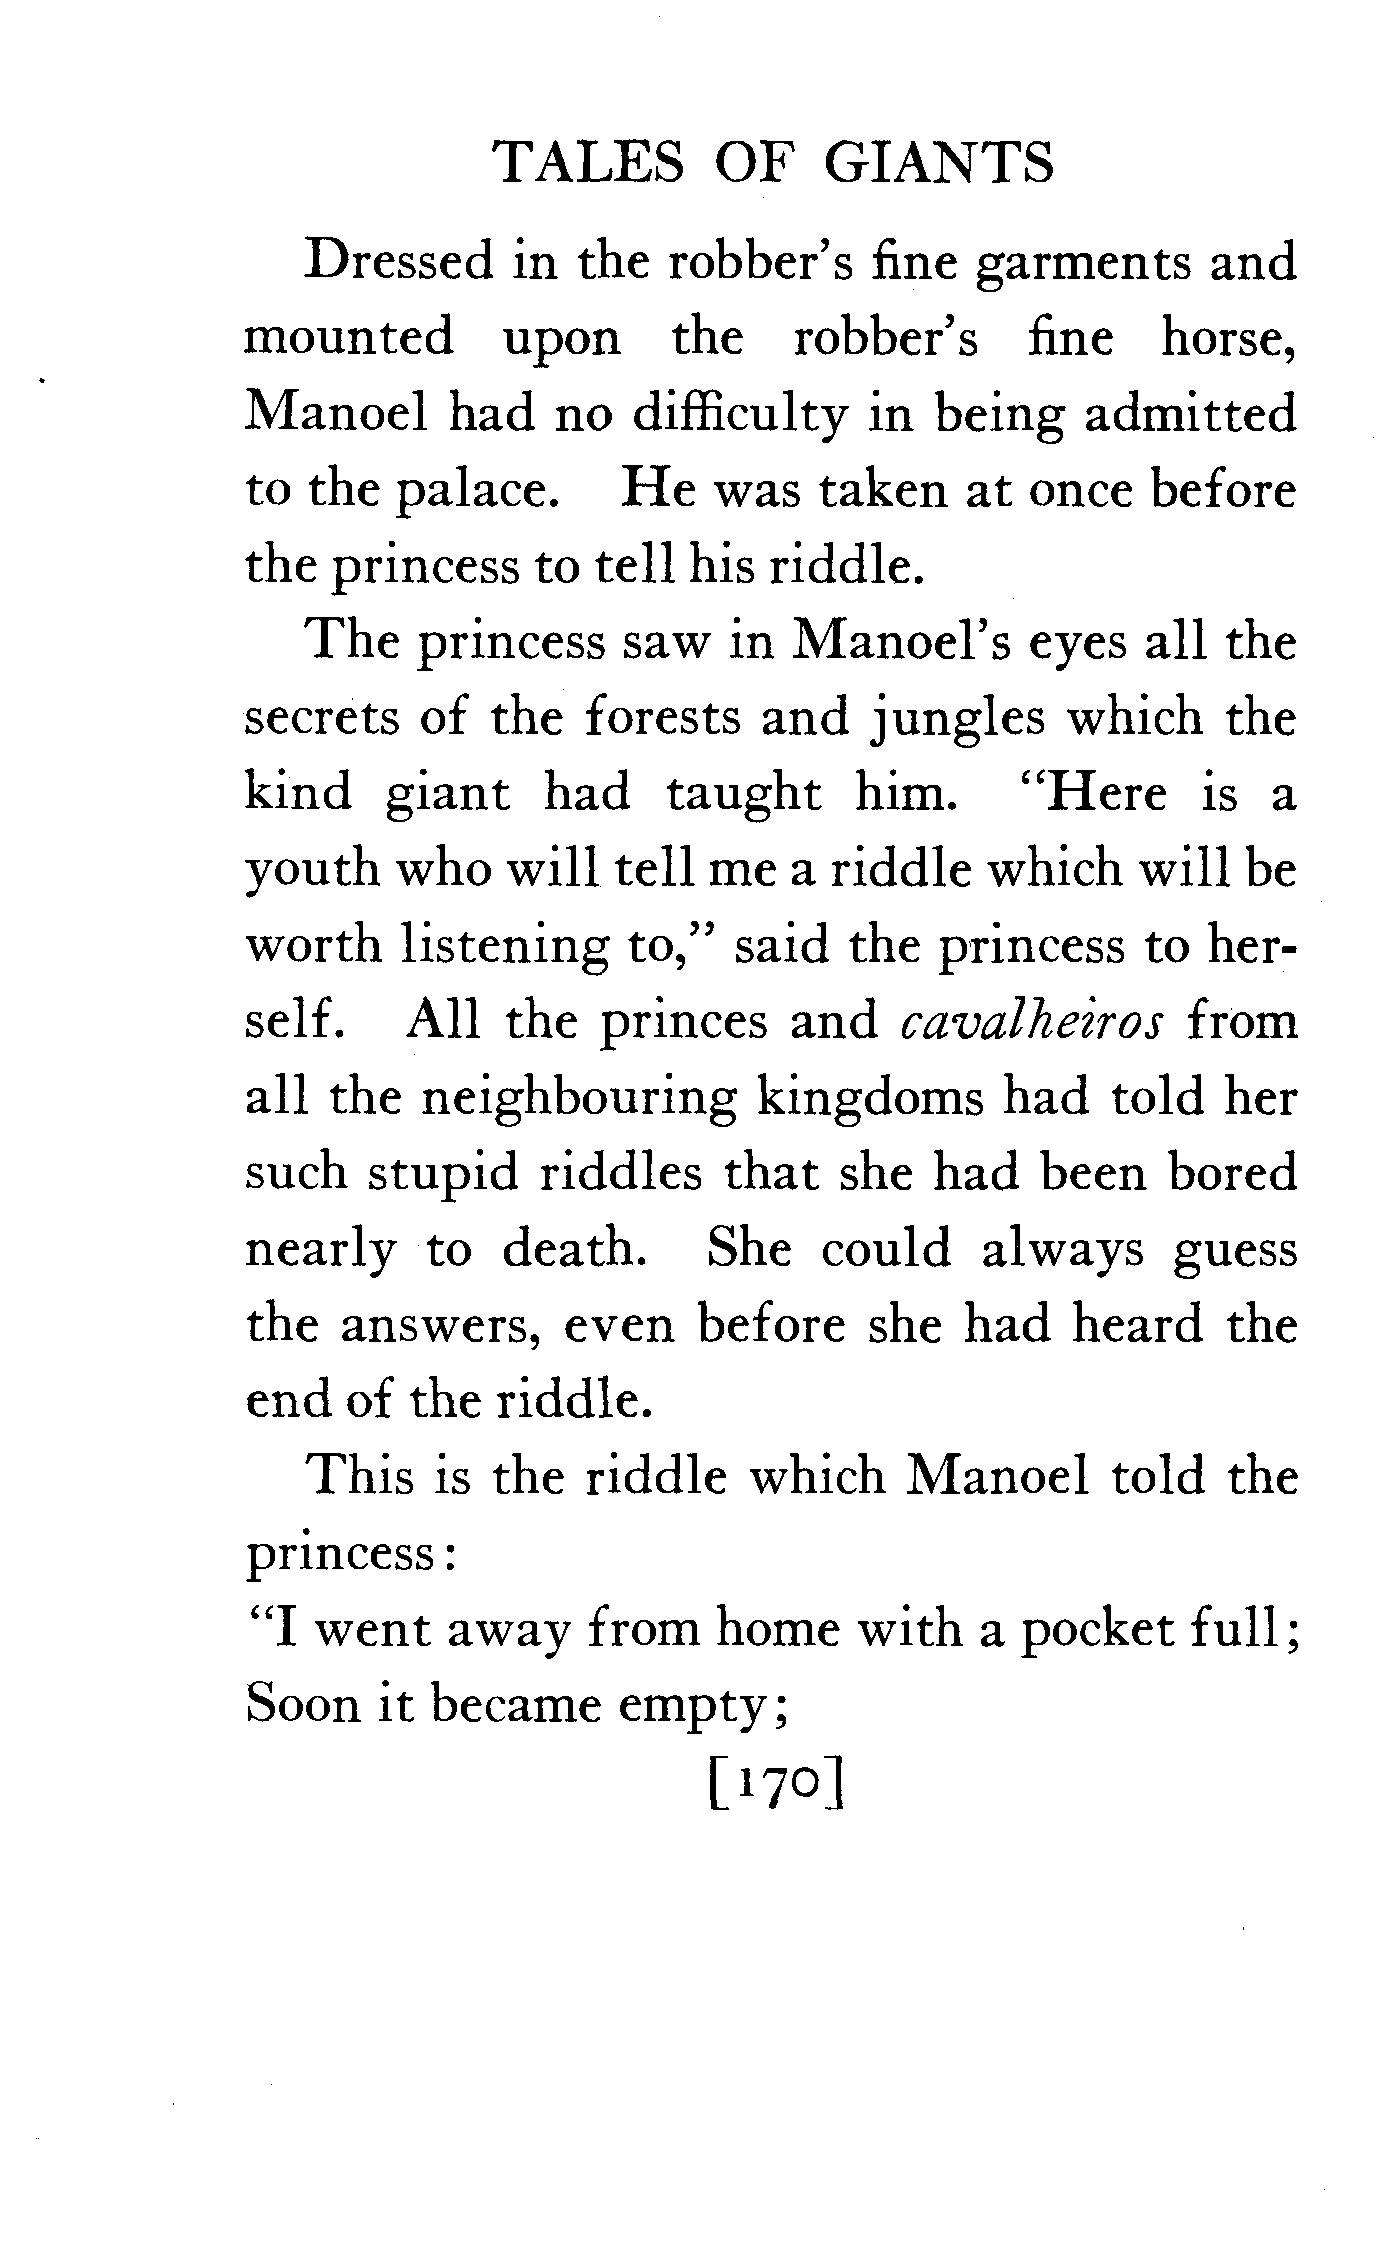 TALES OF GIANTS
Dressed in the robber's fine garments and
mounted upon the robber's fine horse,
Manoel had no difficulty in being admitted
to the palace. He was taken at once before
the princess to tell his riddle.
The princess saw in Manoel's eyes all the
secrets of the forests and jungles which the
kind giant had taught him. "Here is a
youth who will tell me a riddle which will be
worth listening to," said the princess to her-
self. All the princes and cavalheiros from
all the neighbouring kingdoms had told her
such stupid riddles that she had been bored
nearly to death. She could always guess
the answers, even before she had heard the
end of the riddle.
This is the riddle which Manoel told the
princess:
"I went away from home with a pocket full;
Soon it became empty;
[170]